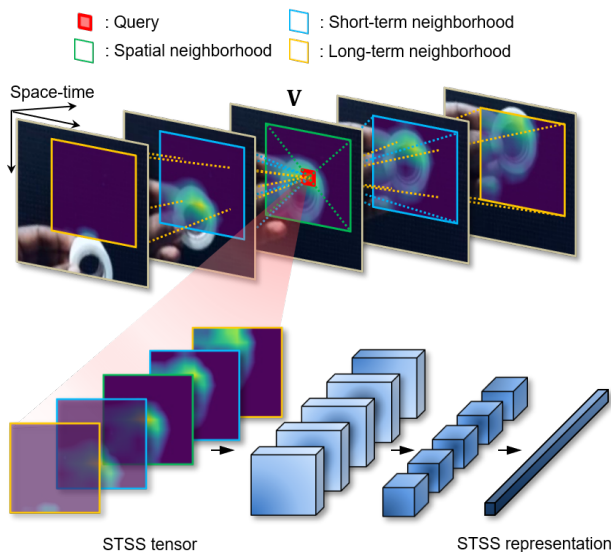 : Query
: Short-term neighborhood
: Spatial neighborhood
: Long-term neighborhood
Space-time
V
STSS tensor
STSS representation